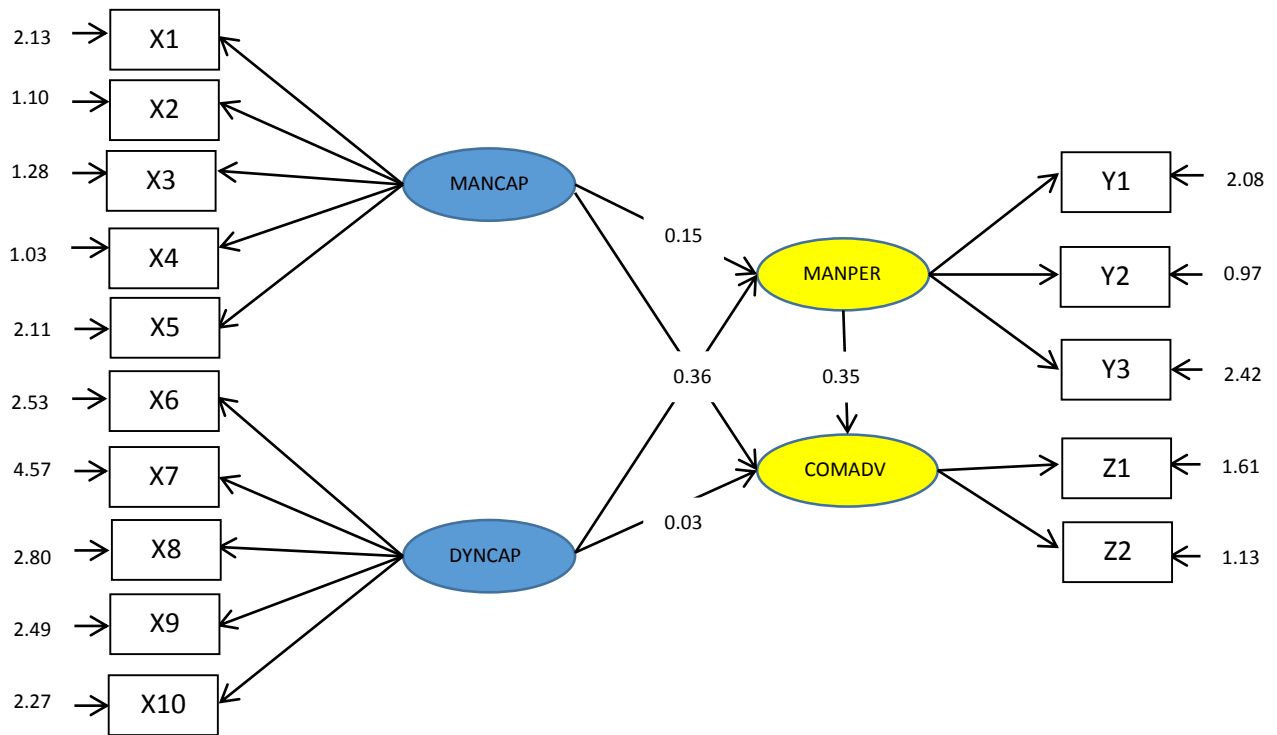 2.13
X1
1.10
X2
1.28
X3
1.03
X4
2.11
X5
2.53
X6
4.57
X7
2.80
X8
2.49
X9
2.27
X10
MANCAP
DYNCAP
0.15
0.36
0.35
0.03
MANPER
COMADV
Y1
2.08
Y2
0.97
Y3
2.42
Z1
1.61
Z2
1.13